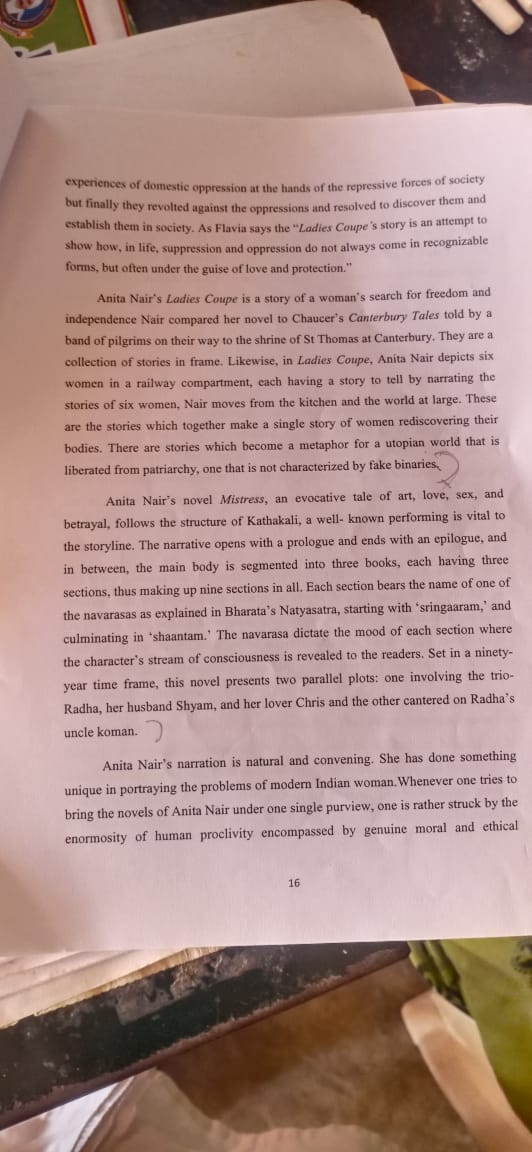 experiences of domestic oppression at the hands of the repressive forces of society
but finally they revolted against the oppressions and resolved to discover them and
establish them in society. As Flavia says the “Ladies Coupe’s story is an attempt to
show how, in life, suppression and oppression do not always come in recognizable
forms, but often under the guise of love and protection.”
Anita Nair’s Ladies Coupe is a story of a woman’s search for freedom and
independence Nair compared her novel to Chaucer’s Canterbury Tales told by a
band of pilgrims on their way to the shrine of St Thomas at Canterbury. They are a
collection of stories in frame. Likewise, in Ladies Coupe, Anita Nair depicts six
women in a railway compartment, each having a story to tell by narrating the
stories of six women, Nair moves from the kitchen and the world at large. These
are the stories which together make a single story of women rediscovering their
bodies. There are stories which become a metaphor for a utopian world that is
liberated from patriarchy, one that is not characterized by fake binaries.
Anita Nair’s novel Mistress, an evocative tale of art, love, sex, and
betrayal, follows the structure of Kathakali, a well- known performing is vital to
the storyline. The narrative opens with a prologue and ends with an epilogue, and
in between, the main body is segmented into three books, each having three
sections, thus making up nine sections in all. Each section bears the name of one of
the navarasas as explained in Bharata’s Natyasatra, starting with ‘sringaaram,’ and
culminating in ‘shaantam.’ The navarasa dictate the mood of each section where
the character’s stream of consciousness is revealed to the readers. Set in a ninety-
year time frame, this novel presents two parallel plots: one involving the trio-
Radha, her husband Shyam, and her lover Chris and the other cantered on Radha’s
uncle koman.
Anita Nair’s narration is natural and convening. She has done something
unique in portraying the problems of modern Indian woman.Whenever one tries to
bring the novels of Anita Nair under one single purview, one is rather struck by the
enormosity of human proclivity encompassed by genuine moral and ethical
16